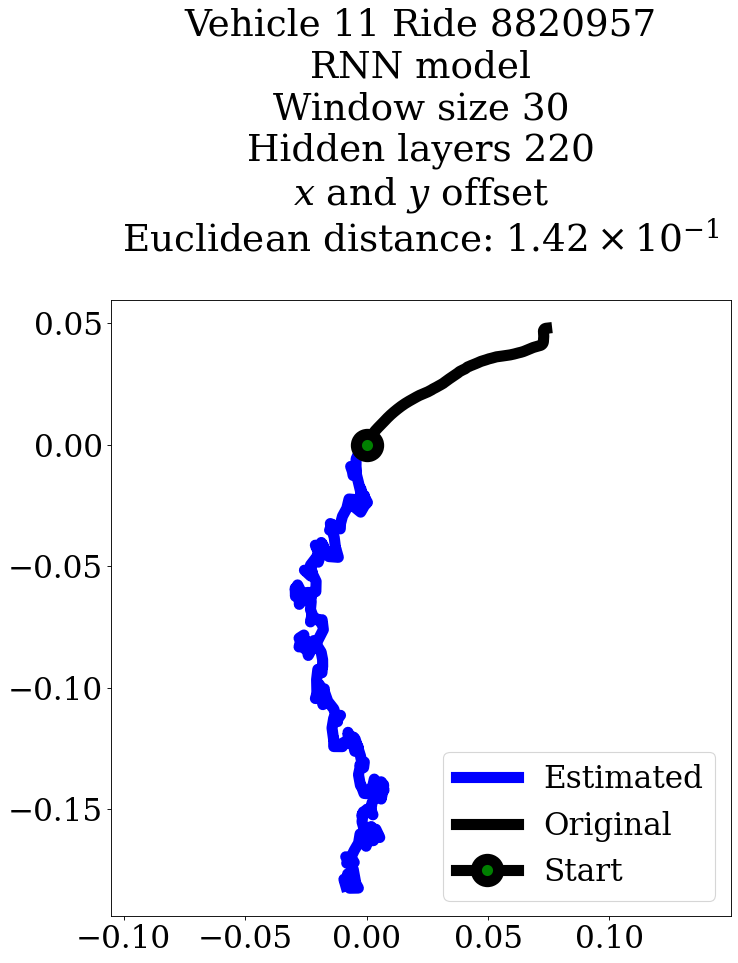 Vehicle 11 Ride 8820957
RNN model
Window size 30
Hidden layers 220
x and y offset
Euclidean distance: 1.42 × 10⁻¹
0.05
0.00
−0.05
−0.10
−0.15
Estimated
Original
Start
−0.10 −0.05 0.00 0.05 0.10